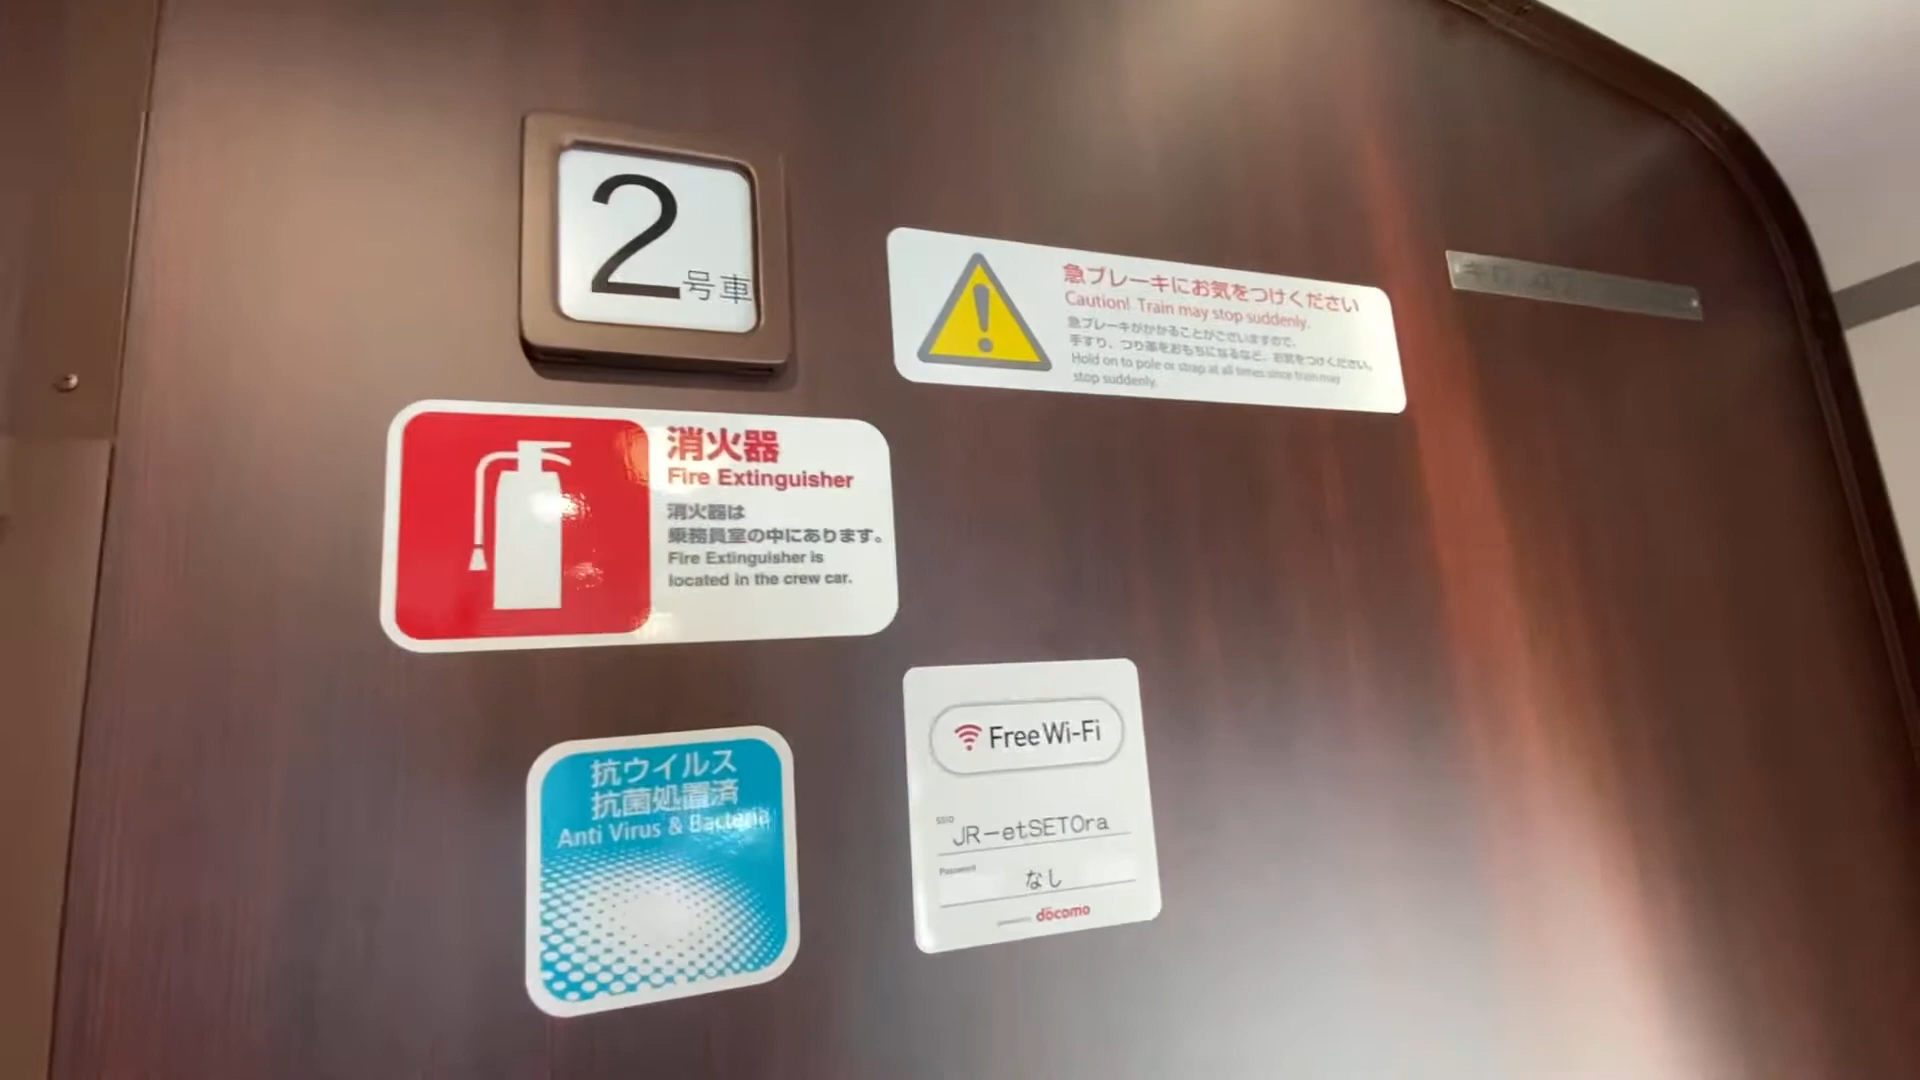 2号車
急ブレーキにお気をつけください
Caution! Train may stop suddenly.
急ブレーキがかかることがございますので、
手すり、つり革をおもちになるなど、お気をつけください。
Hold on to pole or strap at all times since train may
stop suddenly.
消火器
Fire Extinguisher
消火器は
乗務員室の中にあります。
Fire Extinguisher is
located in the crew car.
抗ウイルス
抗菌処置済
Anti Virus & Bacteria
Free Wi-Fi
SSID
JR-etSETOra
Password
なし
docomo